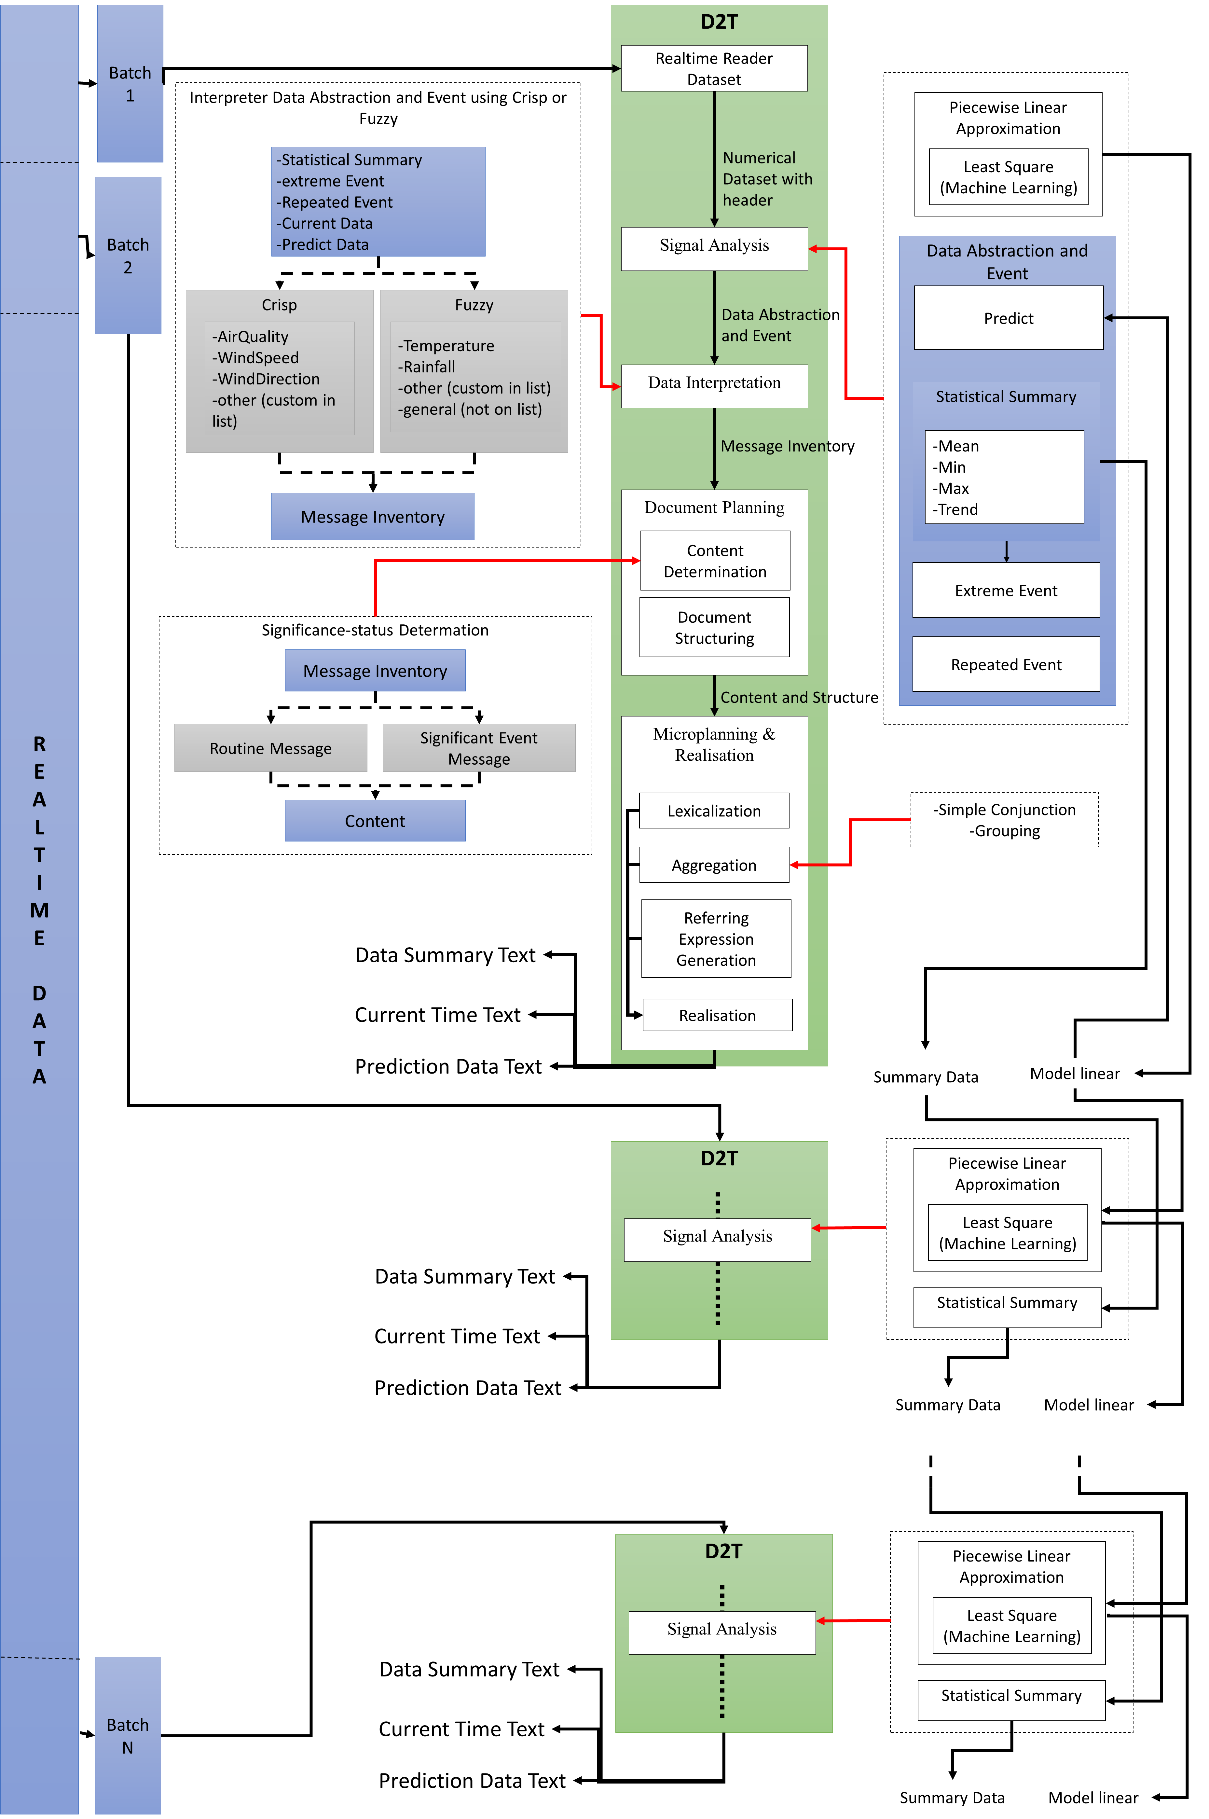 REALTIME DATA
Batch
1
Batch
2
Batch
N
Interpreter Data Abstraction and Event using Crisp or
Fuzzy
-Statistical Summary
-extreme Event
-Repeated Event
-Current Data
-Predict Data
Crisp
-AirQuality
-WindSpeed
-WindDirection
-other (custom in
list)
Fuzzy
-Temperature
-Rainfall
-other (custom in list)
-general (not on list)
Message Inventory
Significance-status Determation
Message Inventory
Routine Message
Significant Event
Message
Content
D2T
Realtime Reader
Dataset
Numerical
Dataset with
header
Signal Analysis
Data Abstraction
and Event
Data Interpretation
Message Inventory
Document Planning
Content
Determination
Document
Structuring
Content and Structure
Microplanning &
Realisation
Lexicalization
Aggregation
Referring
Expression
Generation
Realisation
Data Summary Text
Current Time Text
Prediction Data Text
Piecewise Linear
Approximation
Least Square
(Machine Learning)
Data Abstraction and
Event
Predict
Statistical Summary
-Mean
-Min
-Max
-Trend
Extreme Event
Repeated Event
-Simple Conjunction
-Grouping
Summary Data
Model linear
D2T
Signal Analysis
Data Summary Text
Current Time Text
Prediction Data Text
Piecewise Linear
Approximation
Least Square
(Machine Learning)
Statistical Summary
Summary Data
Model linear
D2T
Signal Analysis
Data Summary Text
Current Time Text
Prediction Data Text
Piecewise Linear
Approximation
Least Square
(Machine Learning)
Statistical Summary
Summary Data
Model linear